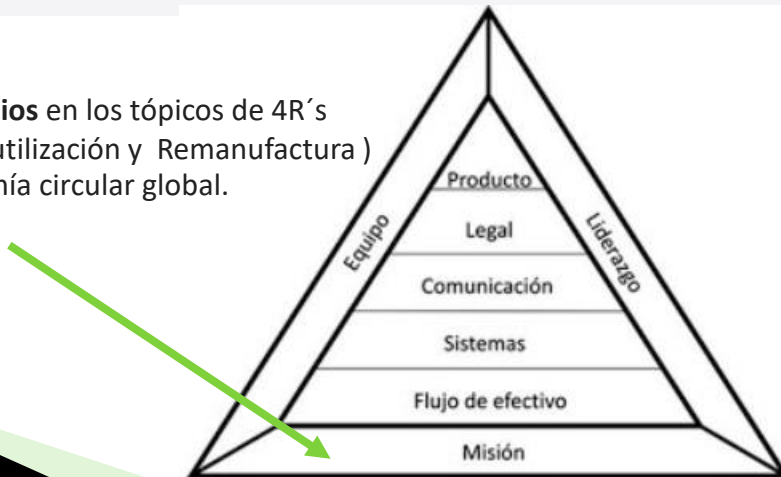 ios en los tópicos de 4R´s
utilización y Remanufactura )
ía circular global.
Producto
Legal
Equipo
Liderazgo
Comunicación
Sistemas
Flujo de efectivo
Misión